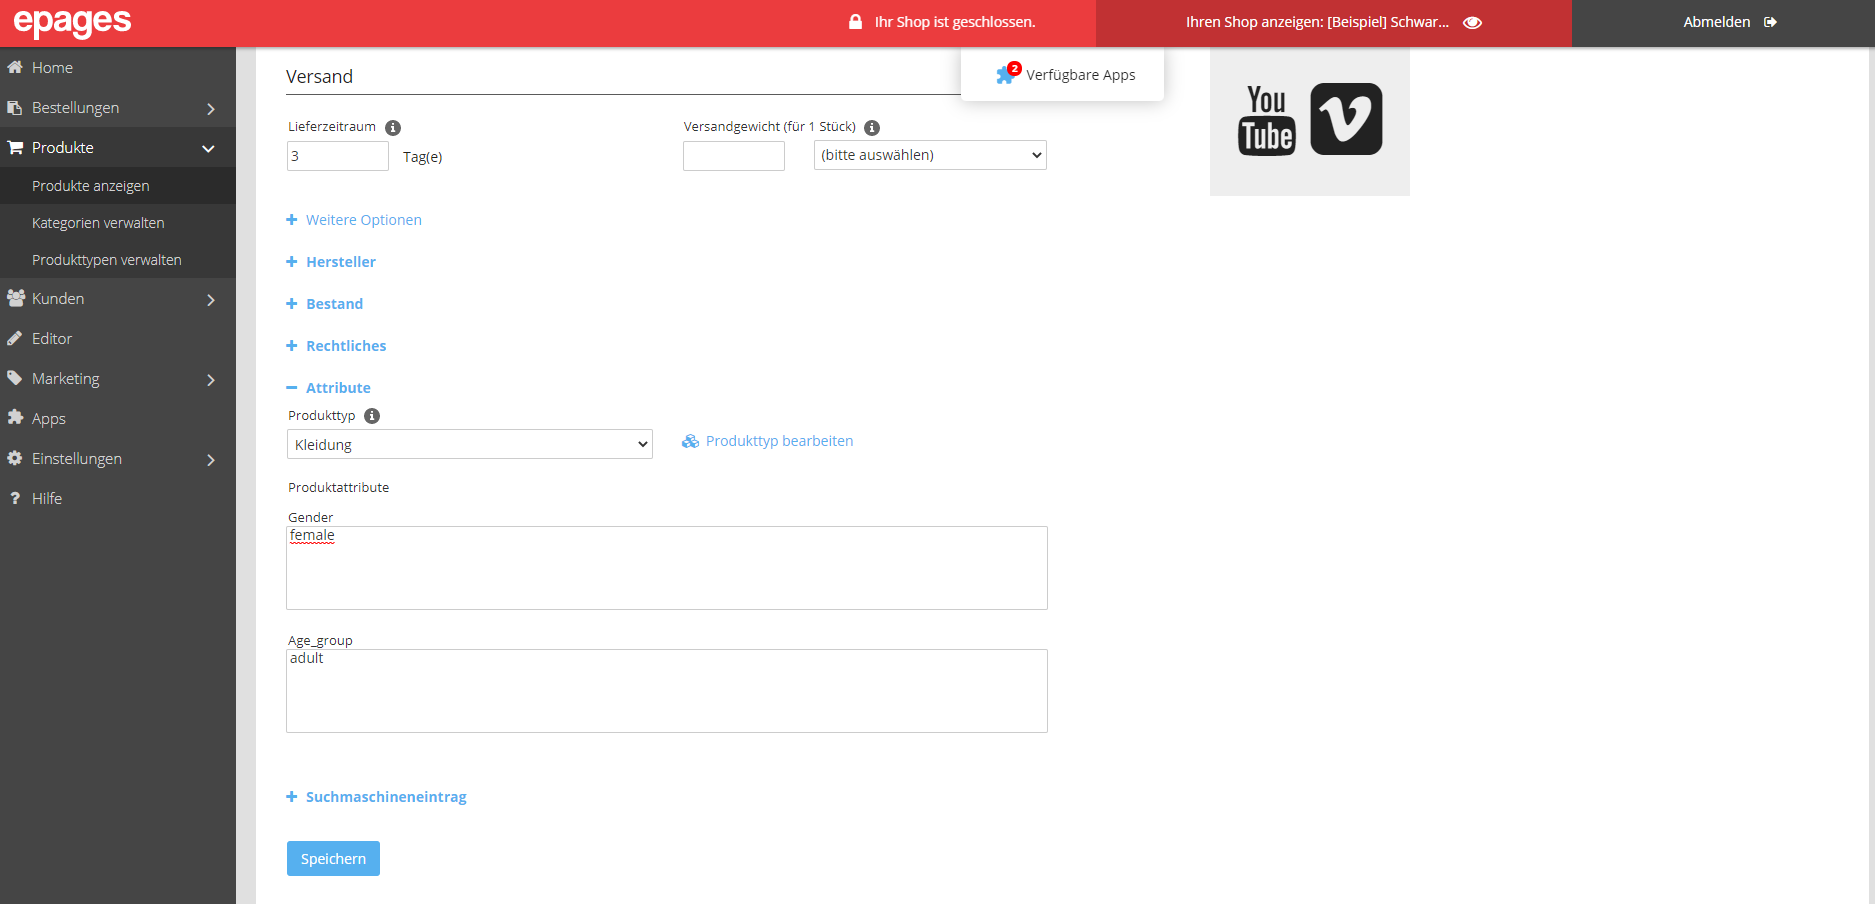 epages
Ihr Shop ist geschlossen.
Ihren Shop anzeigen: [Beispiel] Schwar...
Abmelden
Home
Bestellungen
Produkte
Produkte anzeigen
Kategorien verwalten
Produkttypen verwalten
Kunden
Editor
Marketing
Apps
Einstellungen
? Hilfe
Versand
2 Verfügbare Apps
Lieferzeitraum
3 Tag(e)
Versandgewicht (für 1 Stück)
(bitte auswählen)
You
Tube
+ Weitere Optionen
+ Hersteller
+ Bestand
+ Rechtliches
− Attribute
Produkttyp
Kleidung
Produkttyp bearbeiten
Produktattribute
Gender
female
Age_group
adult
+ Suchmaschineneintrag
Speichern